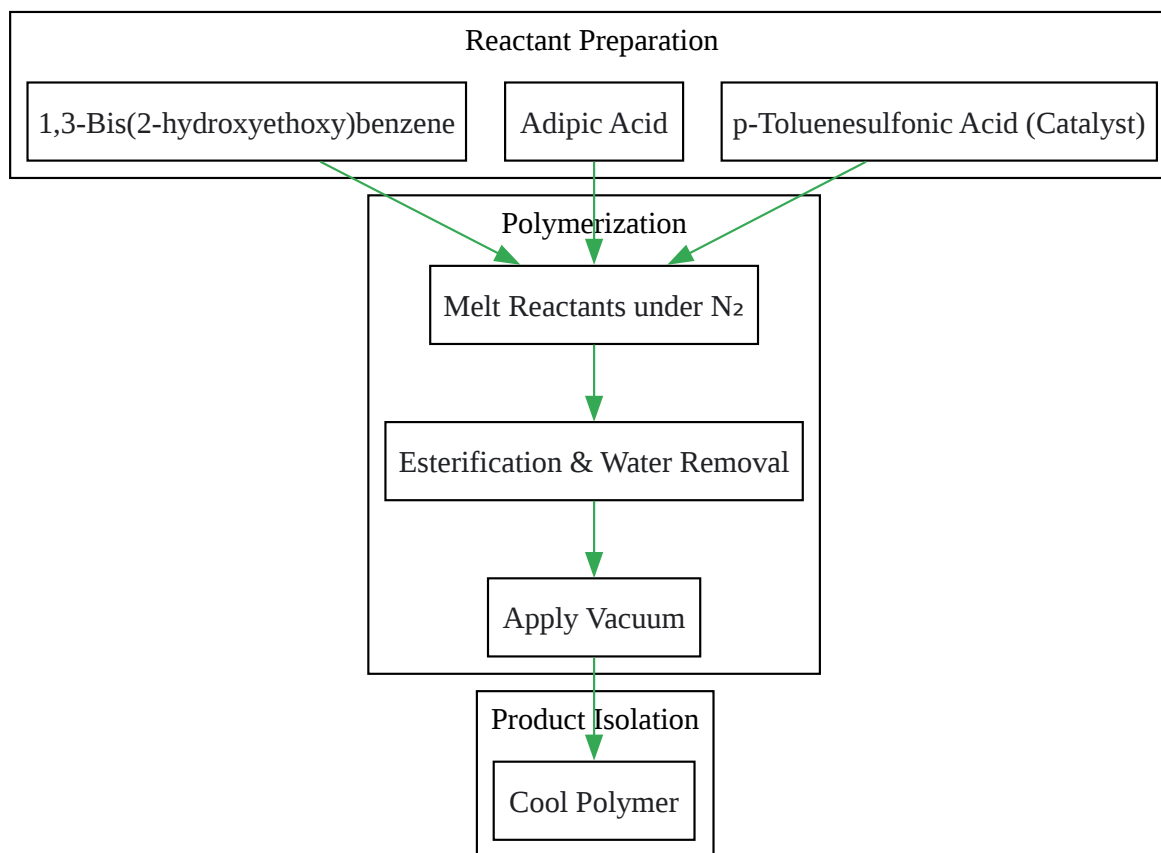 Reactant Preparation
1,3-Bis(2-hydroxyethoxy)benzene
Adipic Acid
p-Toluenesulfonic Acid (Catalyst)
Polymerization
Melt Reactants under N₂
Esterification & Water Removal
Apply Vacuum
Product Isolation
Cool Polymer